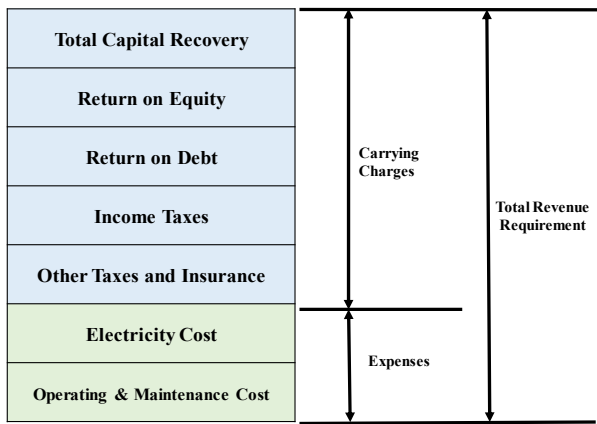 Total Capital Recovery
Return on Equity
Return on Debt
Income Taxes
Other Taxes and Insurance
Electricity Cost
Operating & Maintenance Cost
Carrying
Charges
Expenses
Total Revenue
Requirement